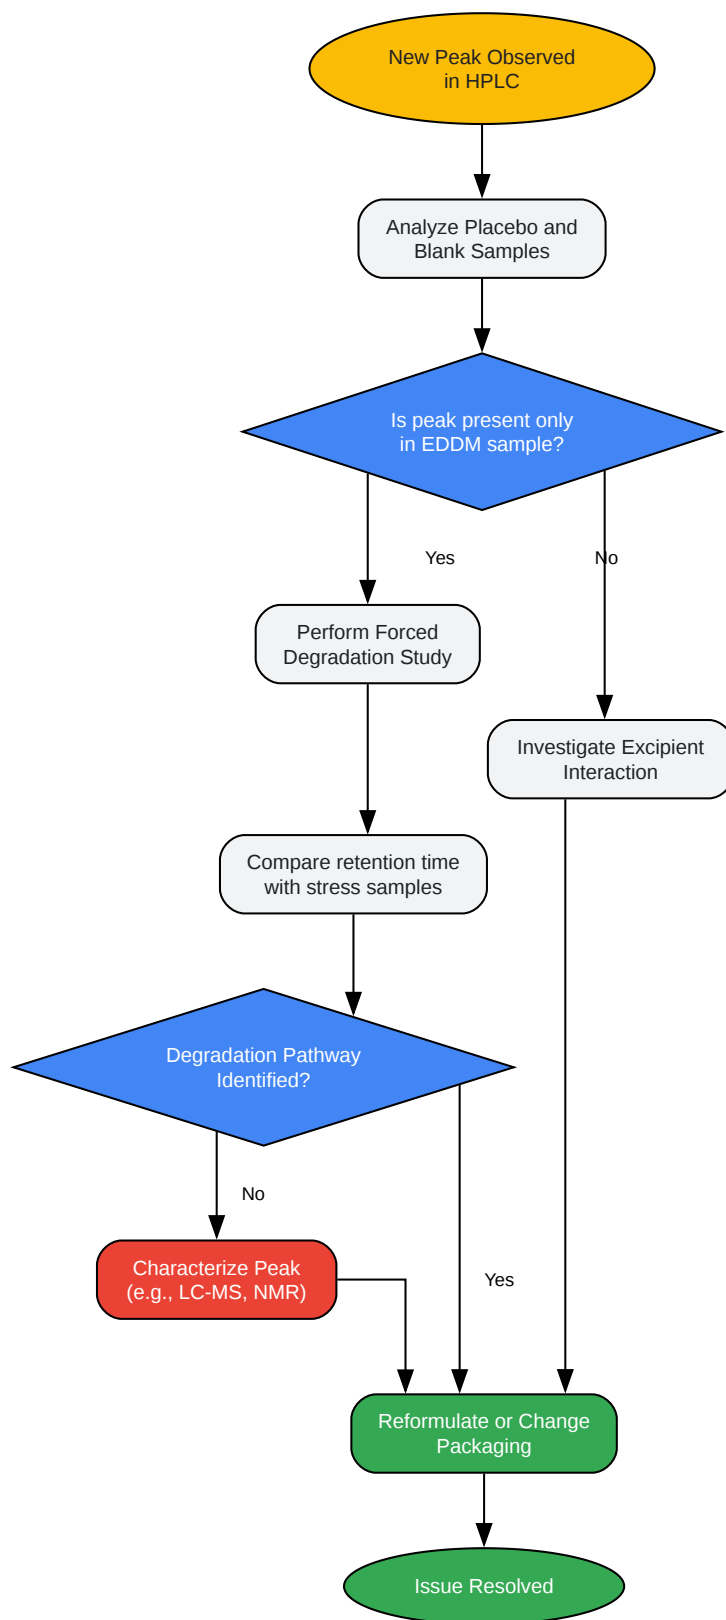 New Peak Observed
in HPLC
Analyze Placebo and
Blank Samples
Is peak present only
in EDDM sample?
Yes
No
Perform Forced
Degradation Study
Investigate Excipient
Interaction
Compare retention time
with stress samples
Degradation Pathway
Identified?
No
Characterize Peak
(e.g., LC-MS, NMR)
Yes
Reformulate or Change
Packaging
Issue Resolved